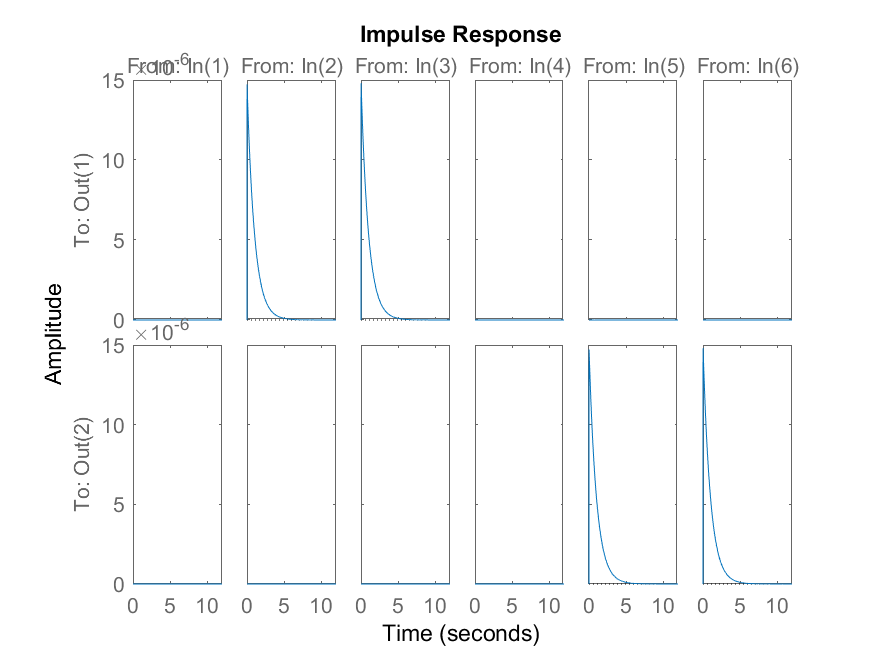 Impulse Response
From: In(1) From: In(2) From: In(3) From: In(4) From: In(5) From: In(6)
×10-6
15
10
5
0
To: Out(1)
×10-6
15
10
5
0
To: Out(2)
Amplitude
0 5 10 0 5 10 0 5 10 0 5 10 0 5 10 0 5 10
Time (seconds)